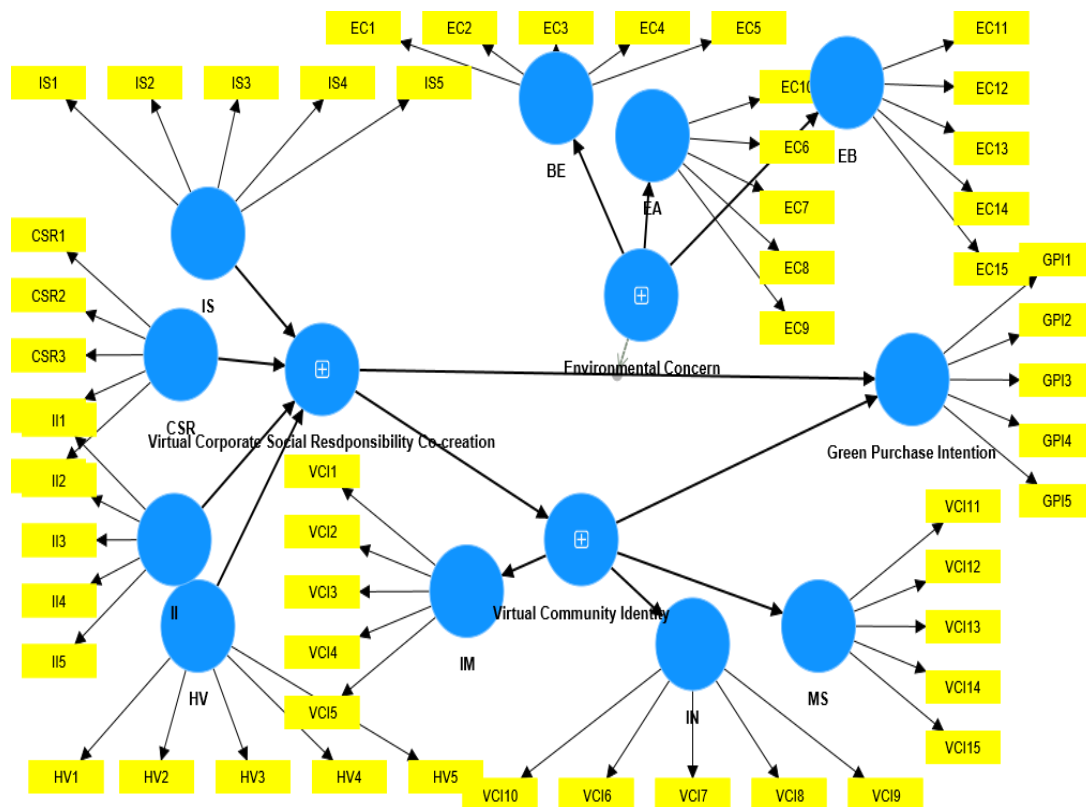 EC1
EC2
EC3
EC4
EC5
EC11
IS1
IS2
IS3
IS4
IS5
EC10
EC12
EC6
EB
EC13
BE
EA
EC7
EC14
CSR1
EC8
EC15
GPI1
CSR2
IS
EC9
GPI2
CSR3
Environmental Concern
GPI3
II1
CSR
Virtual Corporate Social Resdponsibility Co-creation
Green Purchase Intention
GPI4
II2
VCI1
GPI5
VCI11
II3
VCI2
VCI12
VCI3
II4
II
Virtual Community Identity
VCI13
II5
VCI4
IM
VCI14
HV
VCI5
IN
MS
VCI15
HV1
HV2
HV3
HV4
HV5
VCI10
VCI6
VCI7
VCI8
VCI9